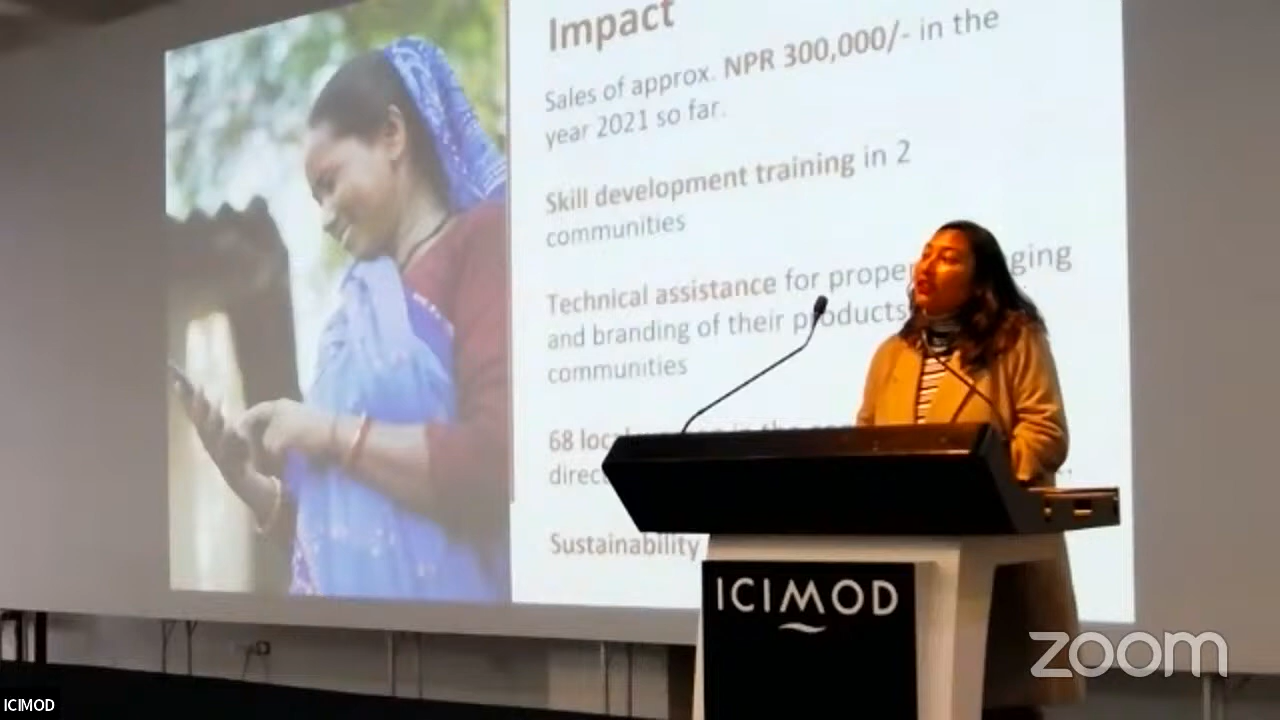 Impact
Sales of approx. NPR 300,000/- in the
year 2021 so far.
Skill development training in 2
communities
Technical assistance for proper
and branding of their products
communities
68
Sustainability
ICIMOD
zoom
ICIMOD